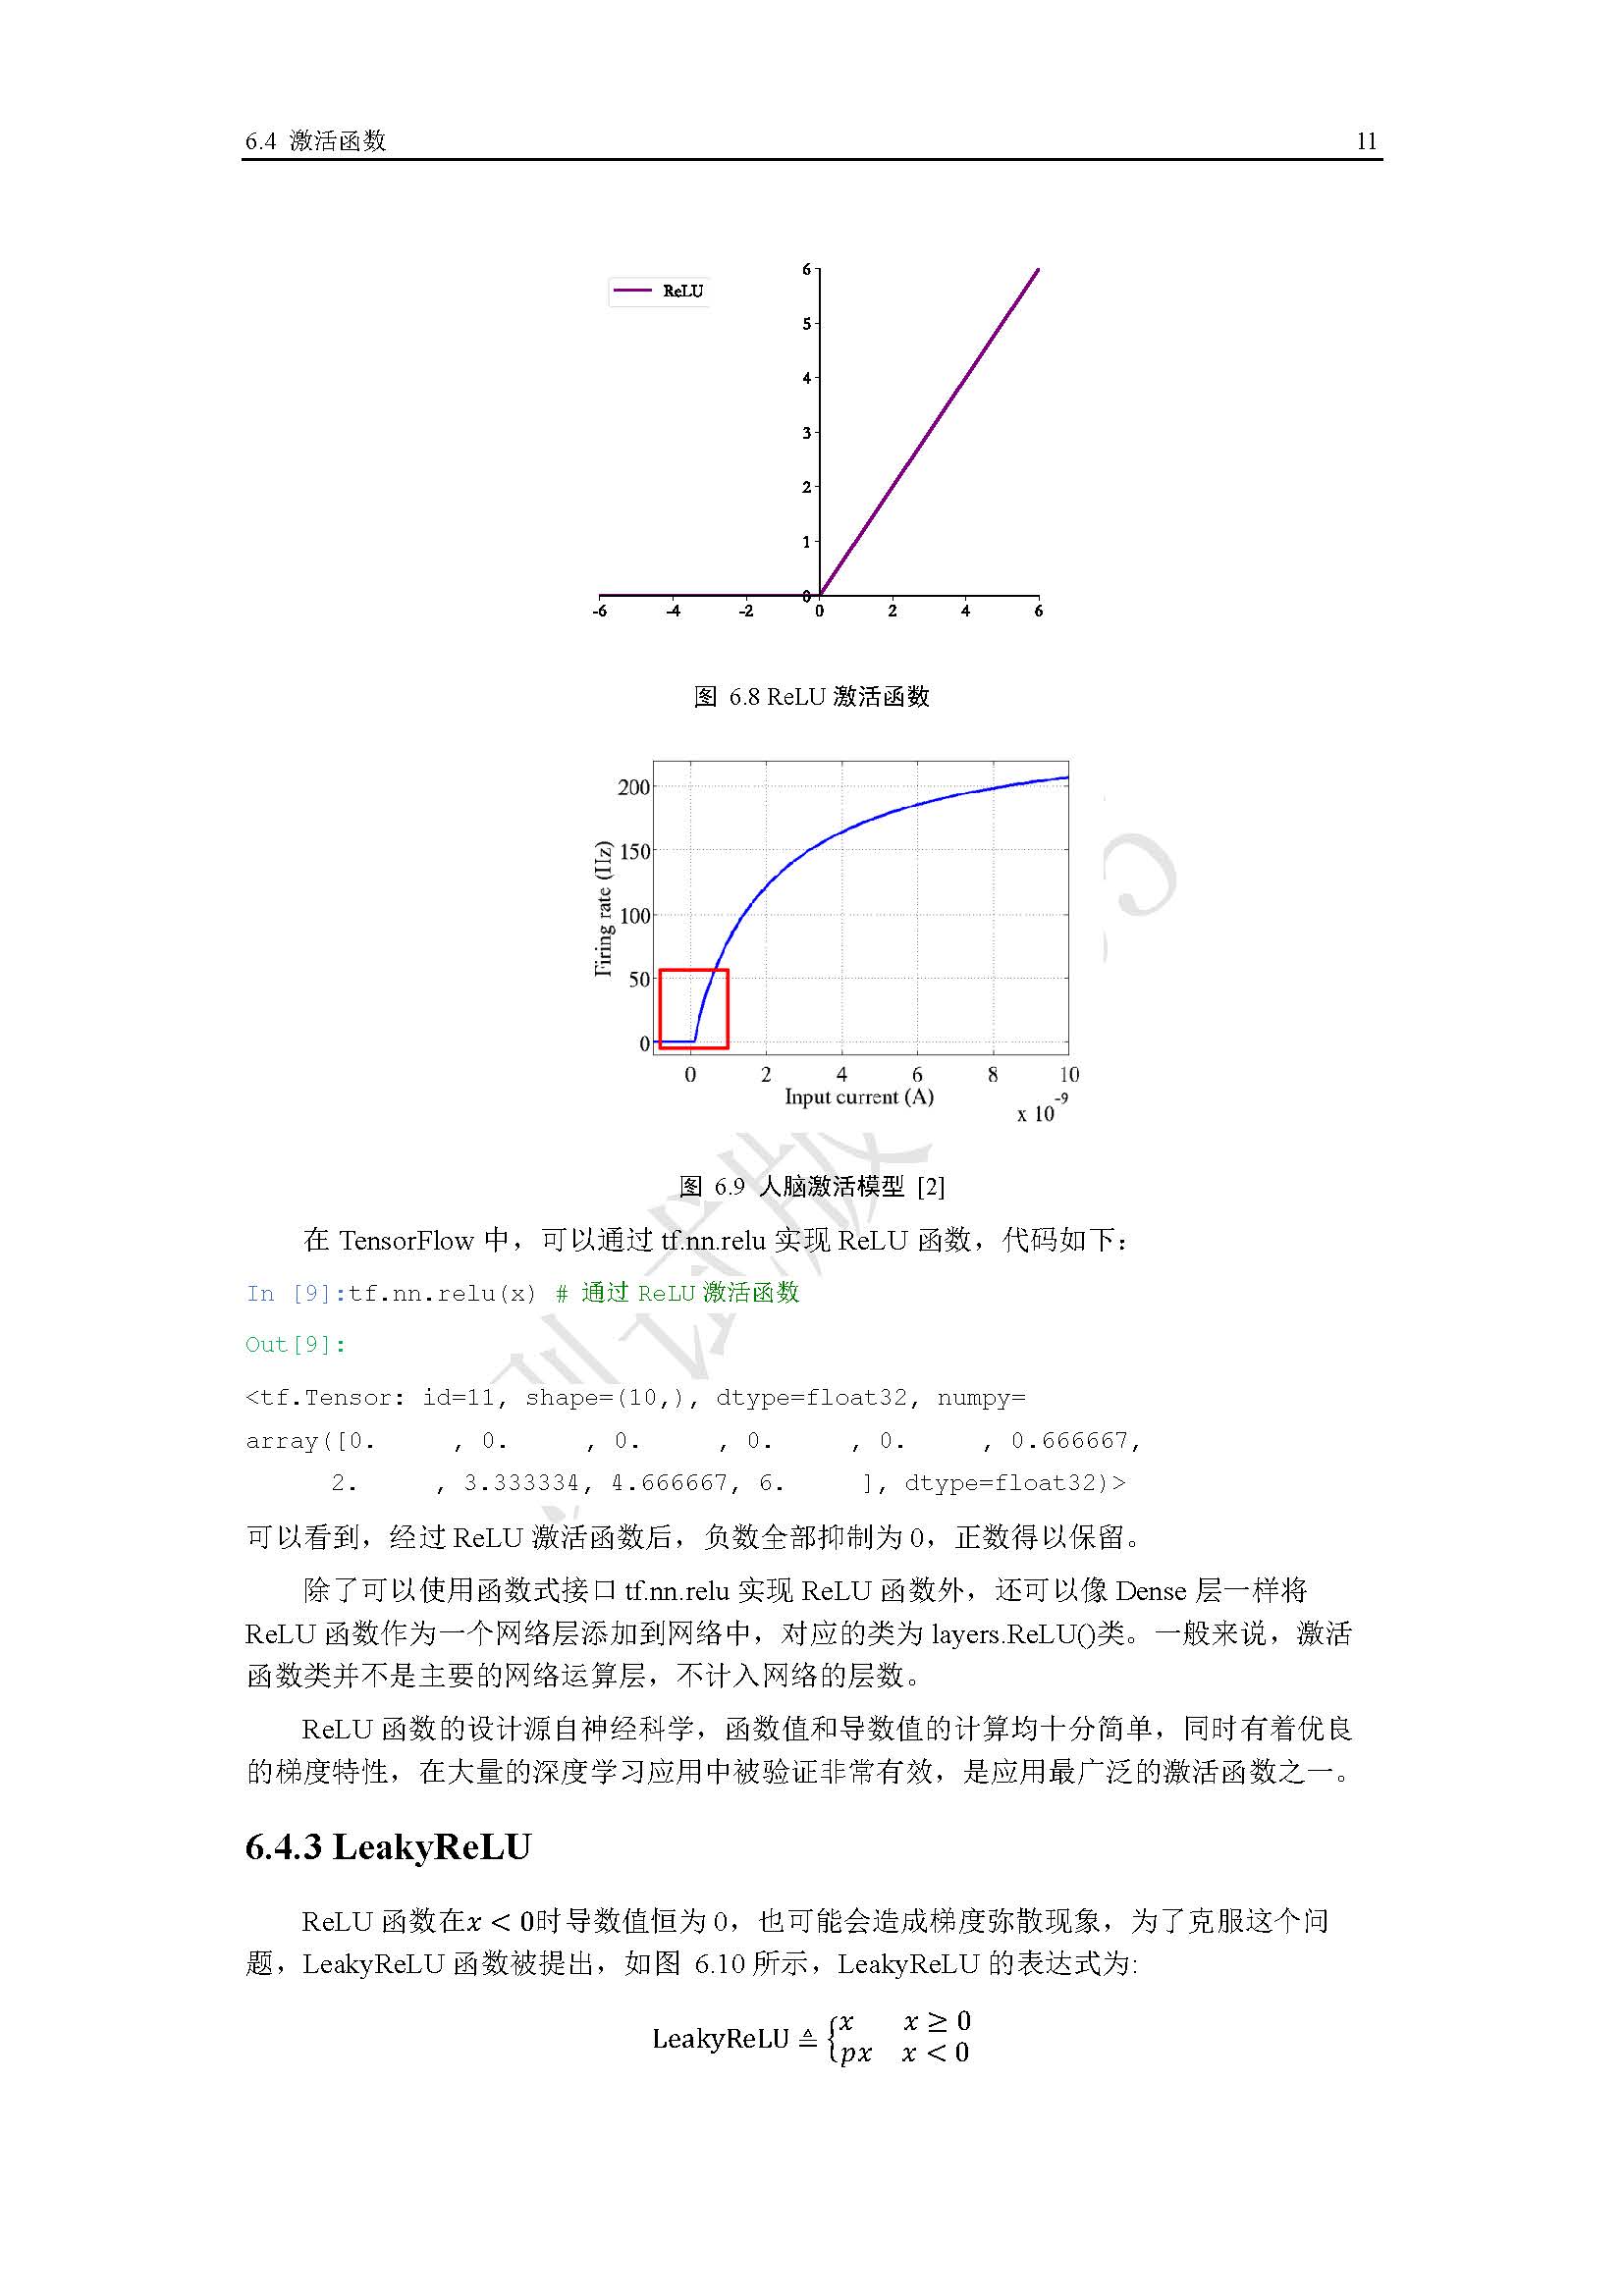 6.4 激活函数 11
ReLU
6
5
4
3
2
1
0
-6 -4 -2 0 2 4 6
图 6.8 ReLU 激活函数
200
150
100
50
0
Firing rate (Hz)
0 2 4 6 8 10
Input current (A)
x 10-9
图 6.9 人脑激活模型 [2]
在 TensorFlow 中，可以通过 tf.nn.relu 实现 ReLU 函数，代码如下：
In [9]:tf.nn.relu(x) # 通过 ReLU 激活函数
Out[9]:
<tf.Tensor: id=11, shape=(10,), dtype=float32, numpy=
array([0. , 0. , 0. , 0. , 0. , 0.666667,
2. , 3.333334, 4.666667, 6. ], dtype=float32)>
可以看到，经过 ReLU 激活函数后，负数全部抑制为 0，正数得以保留。
除了可以使用函数式接口 tf.nn.relu 实现 ReLU 函数外，还可以像 Dense 层一样将
ReLU 函数作为一个网络层添加到网络中，对应的类为 layers.ReLU()类。一般来说，激活
函数类并不是主要的网络运算层，不计入网络的层数。
ReLU 函数的设计源自神经科学，函数值和导数值的计算均十分简单，同时有着优良
的梯度特性，在大量的深度学习应用中被验证非常有效，是应用最广泛的激活函数之一。
6.4.3 LeakyReLU
ReLU 函数在x < 0时导数值恒为 0，也可能会造成梯度弥散现象，为了克服这个问
题，LeakyReLU 函数被提出，如图 6.10 所示，LeakyReLU 的表达式为:
LeakyReLU ≜ { x x ≥ 0
px x < 0